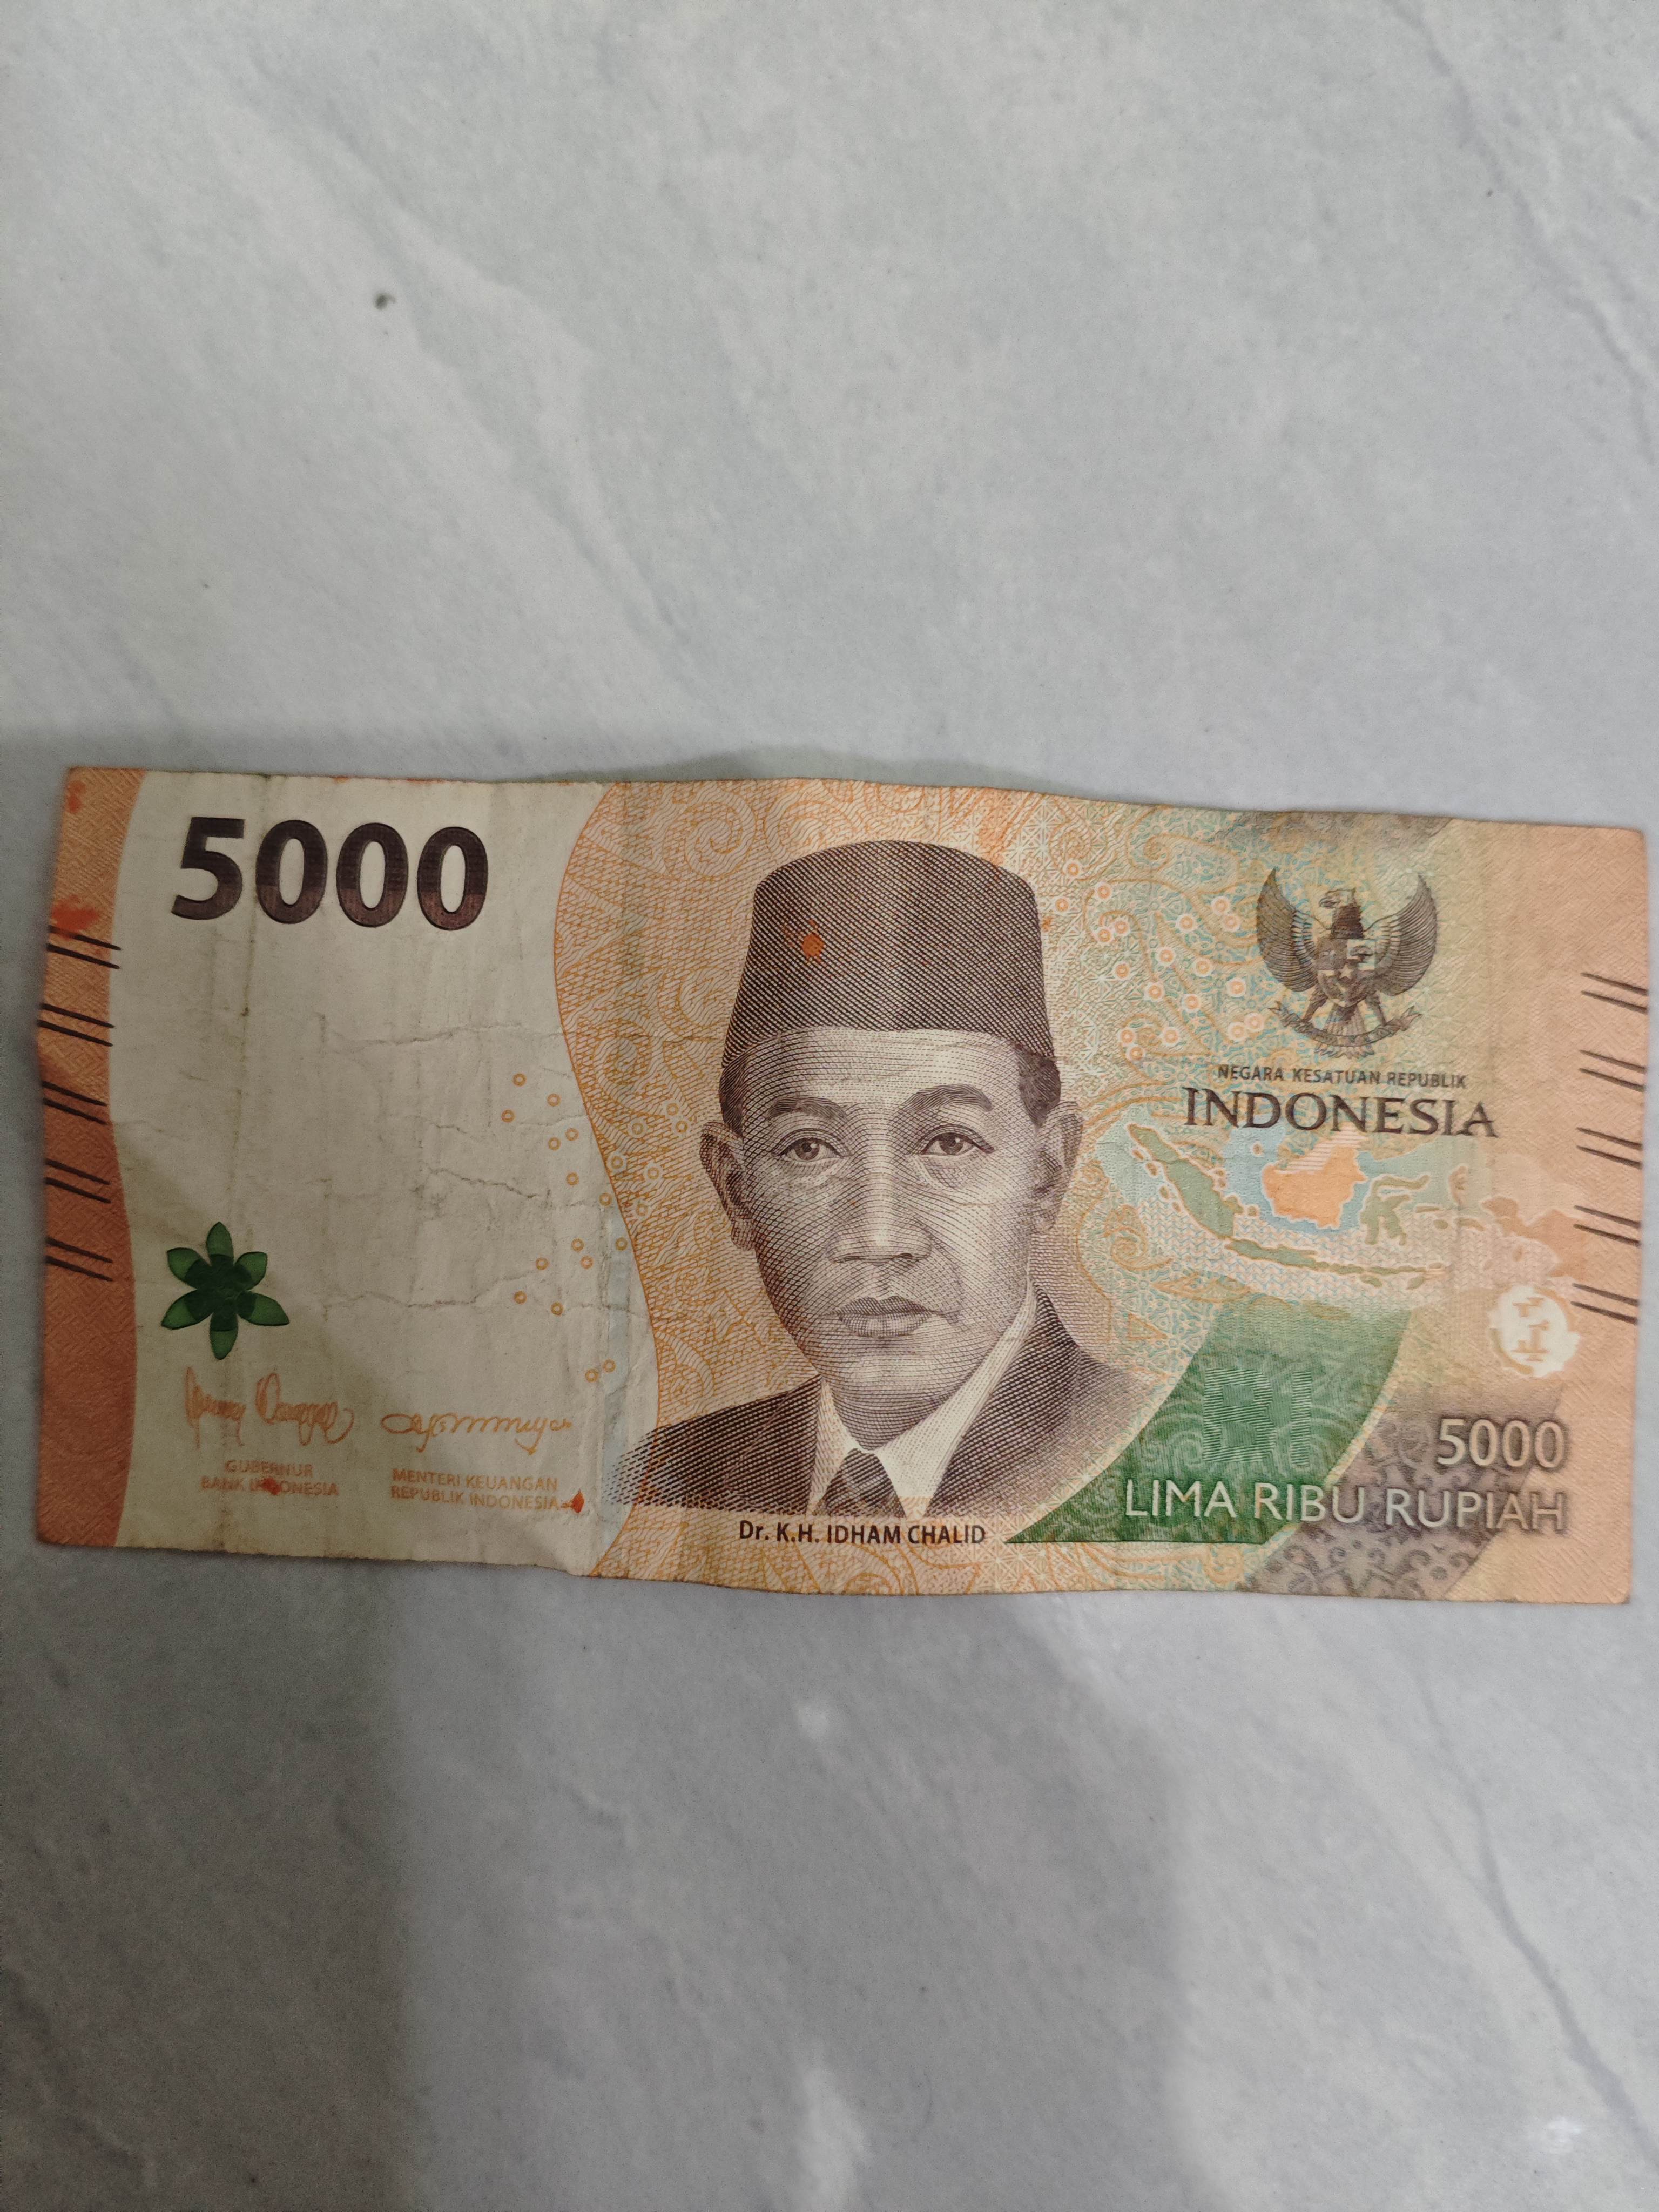 5000
NEGARA KESATUAN REPUBLIK
INDONESIA
GUBERNUR
BANK INDONESIA
MENTERI KEUANGAN
REPUBLIK INDONESIA
Dr. K.H. IDHAM CHALID
5000
LIMA RIBU RUPIAH